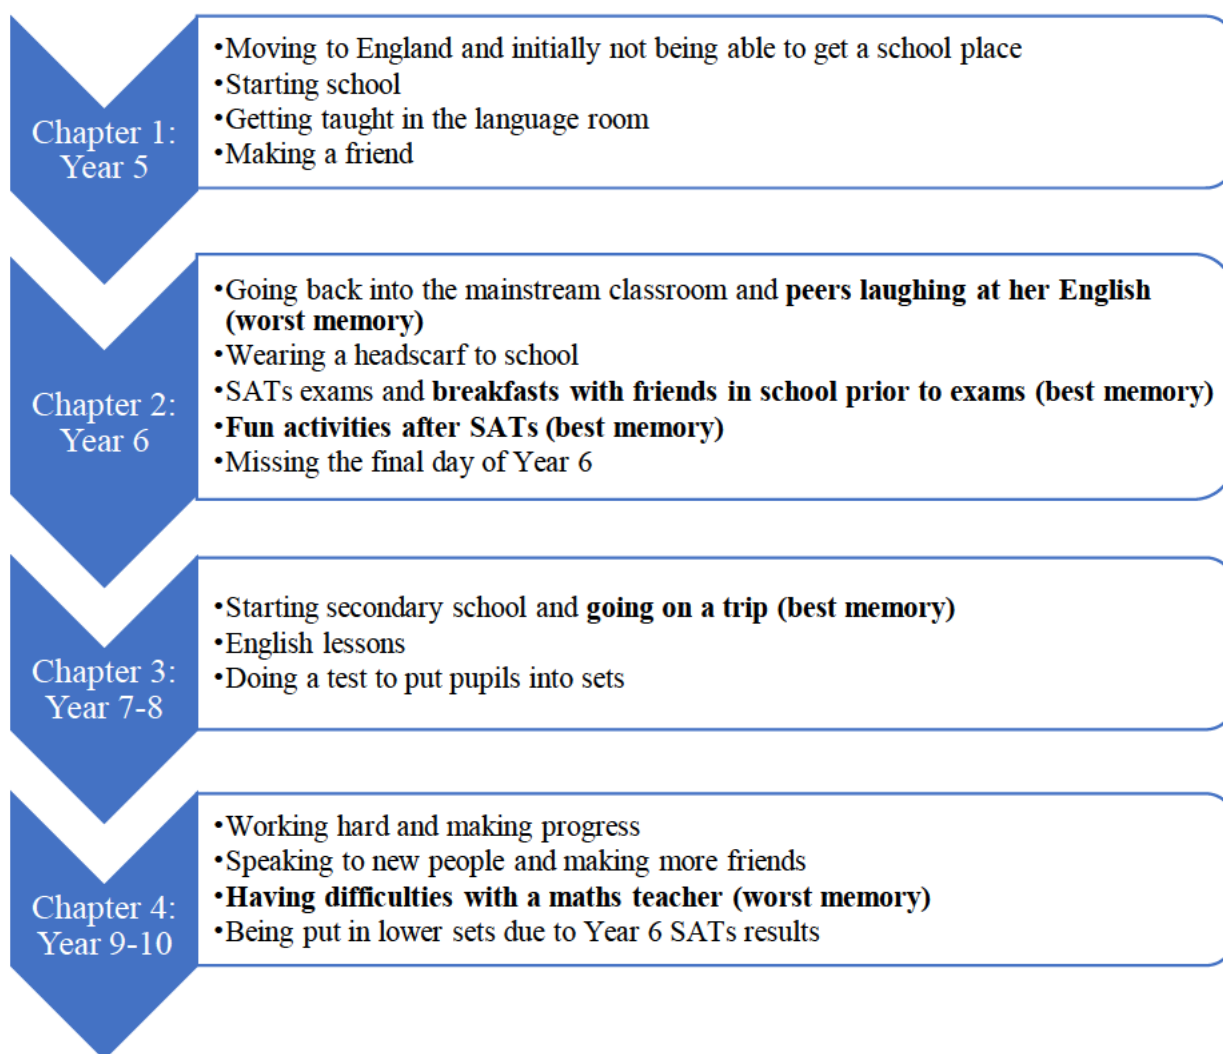 Chapter 1:
Year 5
•Moving to England and initially not being able to get a school place
•Starting school
•Getting taught in the language room
•Making a friend
Chapter 2:
Year 6
•Going back into the mainstream classroom and peers laughing at her English
(worst memory)
•Wearing a headscarf to school
•SATs exams and breakfasts with friends in school prior to exams (best memory)
•Fun activities after SATs (best memory)
•Missing the final day of Year 6
Chapter 3:
Year 7-8
•Starting secondary school and going on a trip (best memory)
•English lessons
•Doing a test to put pupils into sets
Chapter 4:
Year 9-10
•Working hard and making progress
•Speaking to new people and making more friends
•Having difficulties with a maths teacher (worst memory)
•Being put in lower sets due to Year 6 SATs results